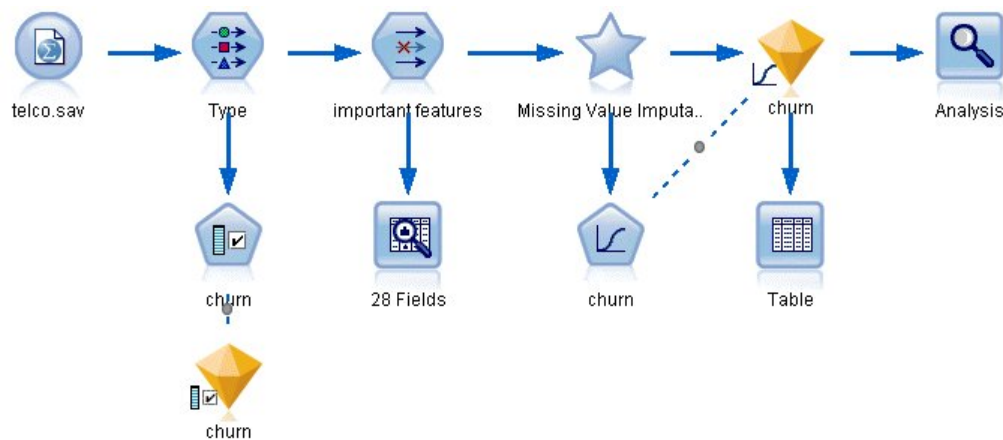 telco.sav
Type
important features
Missing Value Imputa..
churn
Analysis
churn
28 Fields
churn
Table
churn